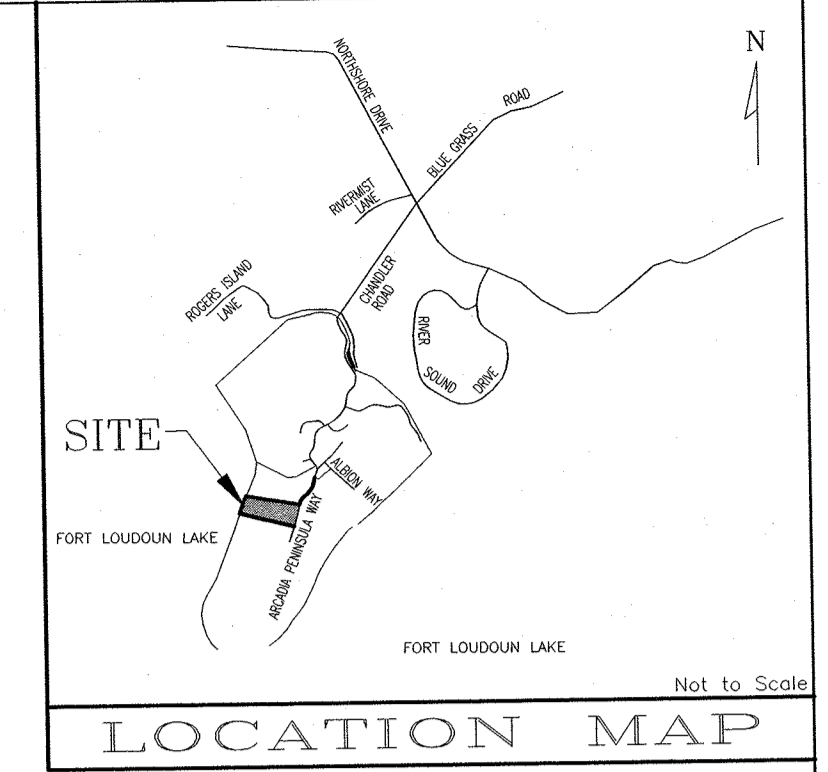 N
NORTHSHORE DRIVE
BLUE GRASS ROAD
RIVERMIST
LANE
ROGERS ISLAND
LANE
CHANDLER
ROAD
RIVER SOUND DRIVE
SITE
ALBION WAY
ARCADIA PENINSULA WAY
FORT LOUDOUN LAKE
FORT LOUDOUN LAKE
Not to Scale
LOCATION MAP